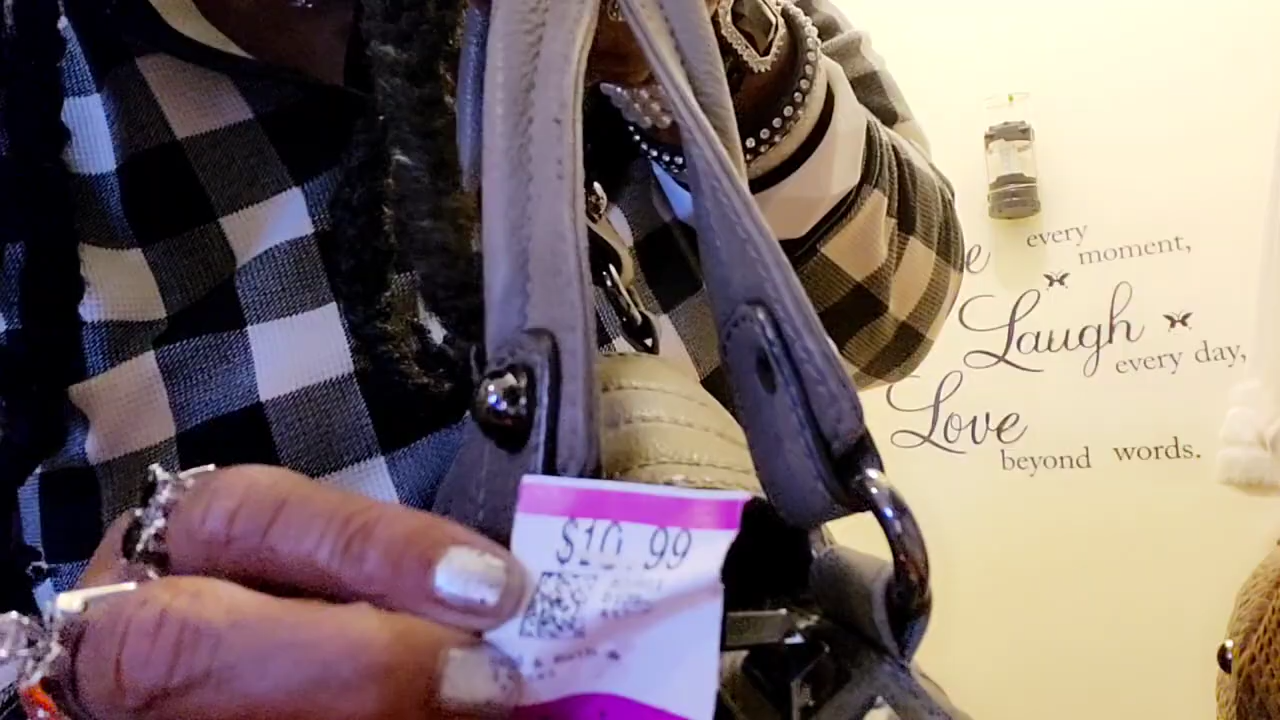 $10.99
e every
moment,
Laugh
every day,
Love
beyond words.